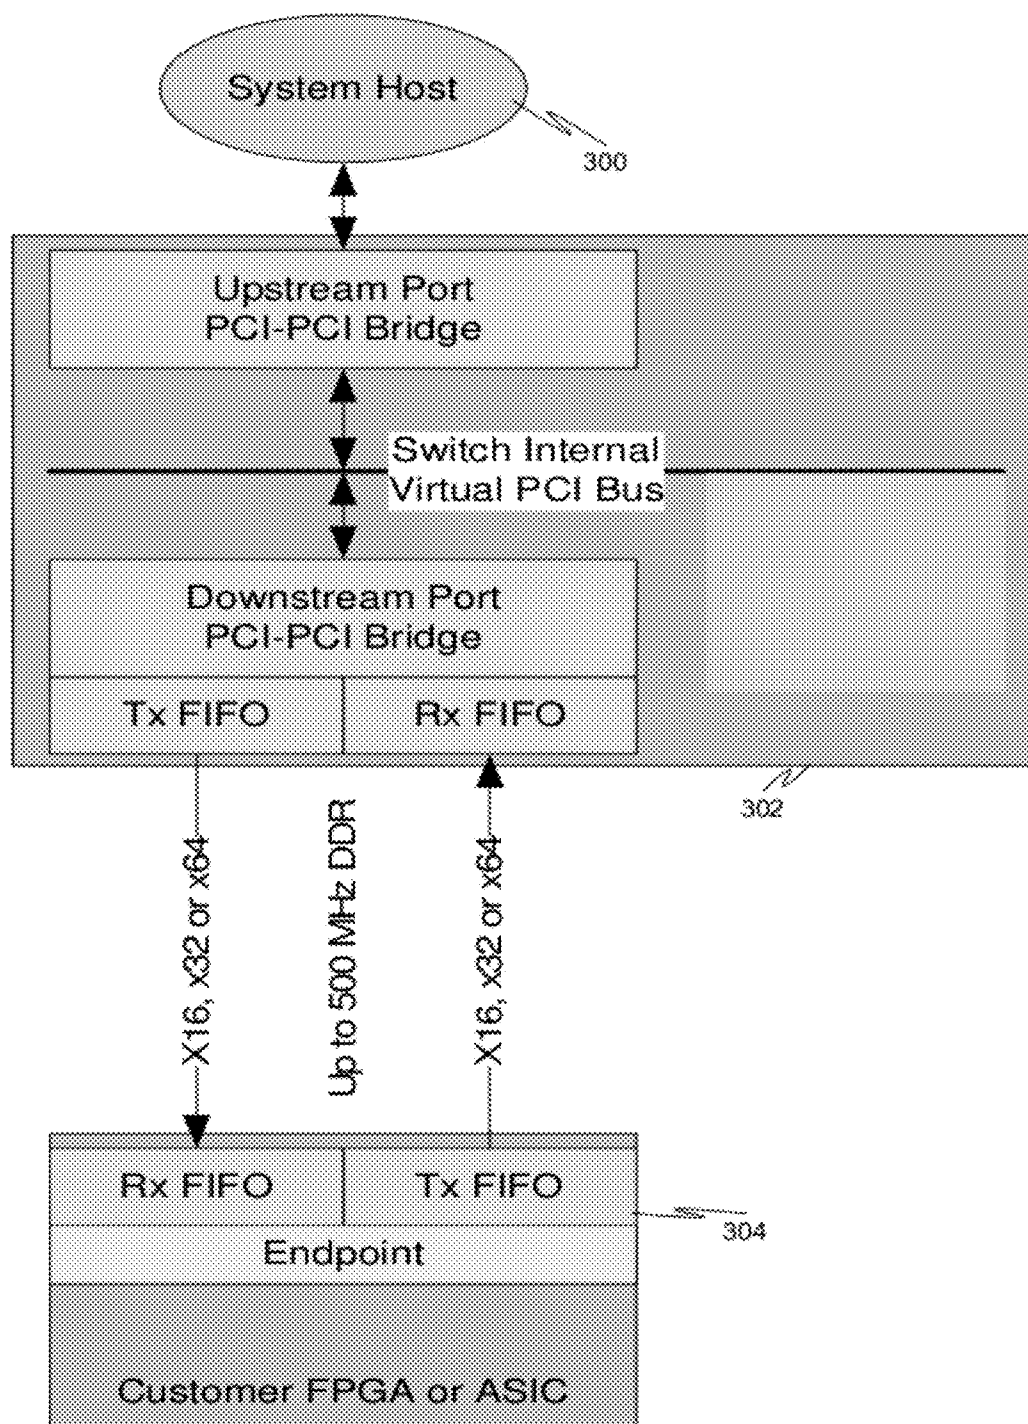 System Host
300
Upstream Port
PCI-PCI Bridge
Switch Internal
Virtual PCI Bus
Downstream Port
PCI-PCI Bridge
Tx FIFO
Rx FIFO
302
X16, x32 or x64
Up to 500 MHz DDR
X16, x32 or x64
Rx FIFO
Tx FIFO
304
Endpoint
Customer FPGA or ASIC